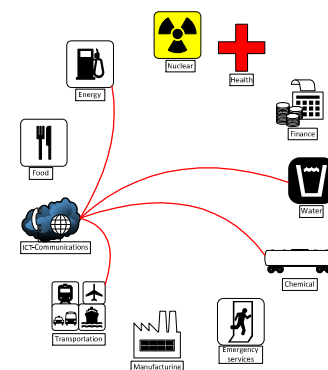 Nuclear
Health
Energy
Finance
Food
Water
ICT-Communications
Chemical
Transportation
Emergency
services
Manufacturing